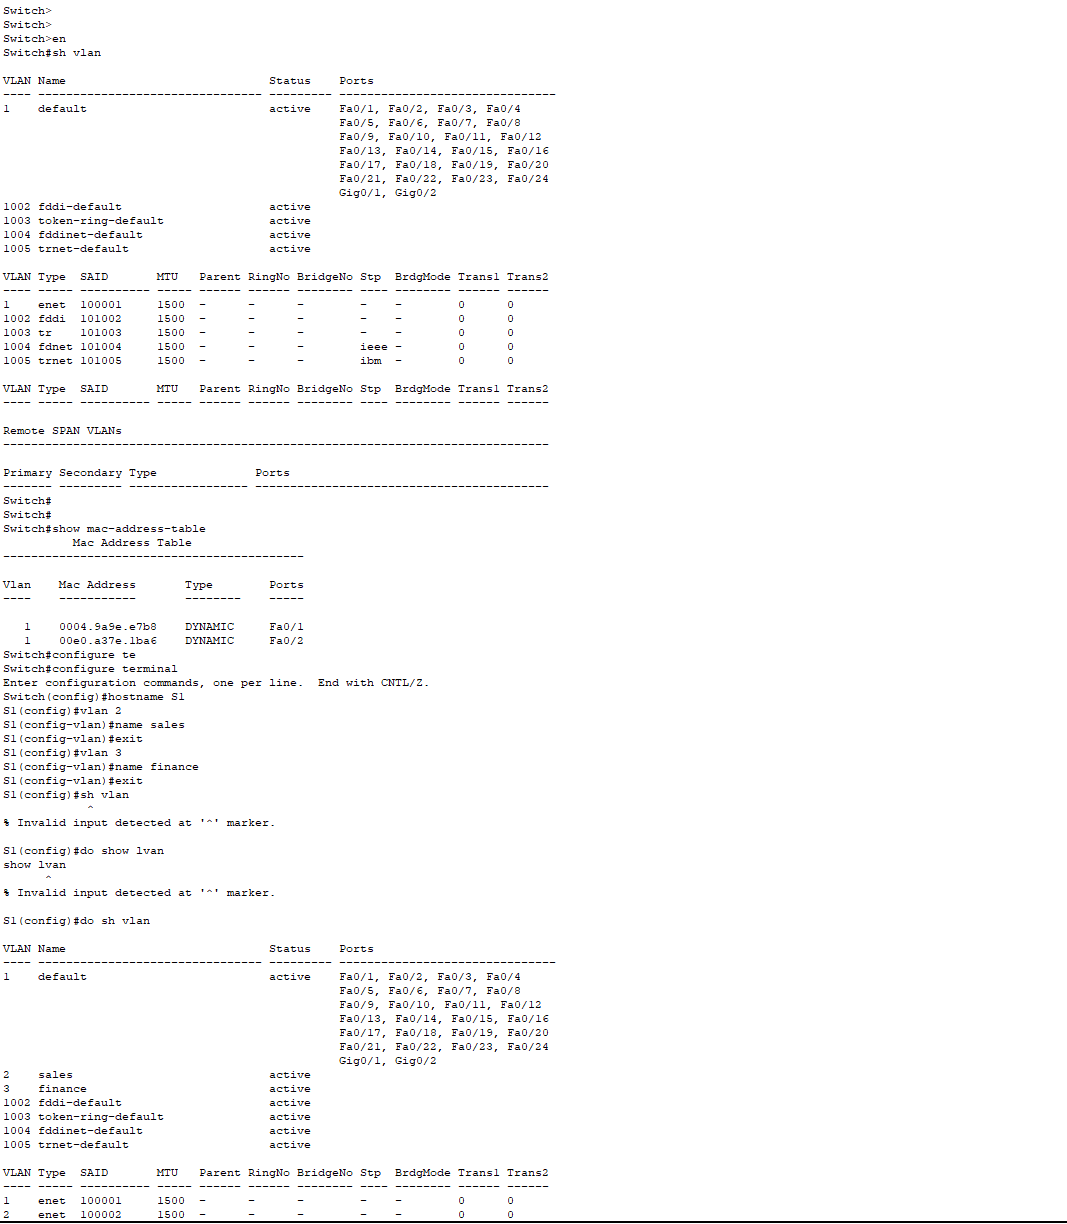 Switch>
Switch>
Switch>en
Switch#sh vlan
VLAN Name                             Status    Ports
---- -------------------------------- --------- -------------------------------
1    default                          active    Fa0/1, Fa0/2, Fa0/3, Fa0/4
                                                Fa0/5, Fa0/6, Fa0/7, Fa0/8
                                                Fa0/9, Fa0/10, Fa0/11, Fa0/12
                                                Fa0/13, Fa0/14, Fa0/15, Fa0/16
                                                Fa0/17, Fa0/18, Fa0/19, Fa0/20
                                                Fa0/21, Fa0/22, Fa0/23, Fa0/24
                                                Gig0/1, Gig0/2
1002 fddi-default                     active
1003 token-ring-default               active
1004 fddinet-default                  active
1005 trnet-default                    active
VLAN Type  SAID       MTU   Parent RingNo BridgeNo Stp  BrdgMode Trans1 Trans2
---- ----- ---------- ----- ------ ------ -------- ---- -------- ------ ------
1    enet  100001     1500  -      -      -        -    -        0      0
1002 fddi  101002     1500  -      -      -        -    -        0      0
1003 tr    101003     1500  -      -      -        -    -        0      0
1004 fdnet 101004     1500  -      -      -        ieee -        0      0
1005 trnet 101005     1500  -      -      -        ibm  -        0      0
VLAN Type  SAID       MTU   Parent RingNo BridgeNo Stp  BrdgMode Trans1 Trans2
---- ----- ---------- ----- ------ ------ -------- ---- -------- ------ ------
Remote SPAN VLANs
------------------------------------------------------------------------------
Primary Secondary Type              Ports
------- --------- ----------------- ------------------------------------------
Switch#
Switch#
Switch#show mac-address-table
          Mac Address Table
-------------------------------------------
Vlan    Mac Address       Type        Ports
----    -----------       --------    -----
   1    0004.9a9e.e7b8    DYNAMIC     Fa0/1
   1    00e0.a37e.1ba6    DYNAMIC     Fa0/2
Switch#configure te
Switch#configure terminal
Enter configuration commands, one per line.  End with CNTL/Z.
Switch(config)#hostname S1
S1(config)#vlan 2
S1(config-vlan)#name sales
S1(config-vlan)#exit
S1(config)#vlan 3
S1(config-vlan)#name finance
S1(config-vlan)#exit
S1(config)#sh vlan
            ^
% Invalid input detected at '^' marker.
S1(config)#do show lvan
show lvan
      ^
% Invalid input detected at '^' marker.
S1(config)#do sh vlan
VLAN Name                             Status    Ports
---- -------------------------------- --------- -------------------------------
1    default                          active    Fa0/1, Fa0/2, Fa0/3, Fa0/4
                                                Fa0/5, Fa0/6, Fa0/7, Fa0/8
                                                Fa0/9, Fa0/10, Fa0/11, Fa0/12
                                                Fa0/13, Fa0/14, Fa0/15, Fa0/16
                                                Fa0/17, Fa0/18, Fa0/19, Fa0/20
                                                Fa0/21, Fa0/22, Fa0/23, Fa0/24
                                                Gig0/1, Gig0/2
2    sales                            active
3    finance                          active
1002 fddi-default                     active
1003 token-ring-default               active
1004 fddinet-default                  active
1005 trnet-default                    active
VLAN Type  SAID       MTU   Parent RingNo BridgeNo Stp  BrdgMode Trans1 Trans2
---- ----- ---------- ----- ------ ------ -------- ---- -------- ------ ------
1    enet  100001     1500  -      -      -        -    -        0      0
2    enet  100002     1500  -      -      -        -    -        0      0